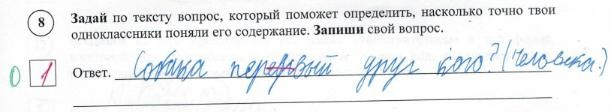 8 Задай по тексту вопрос, который поможет определить, насколько точно твои
одноклассники поняли его содержание. Запиши свой вопрос.
0 1 Ответ. Собака первый друг кого? (человека.)